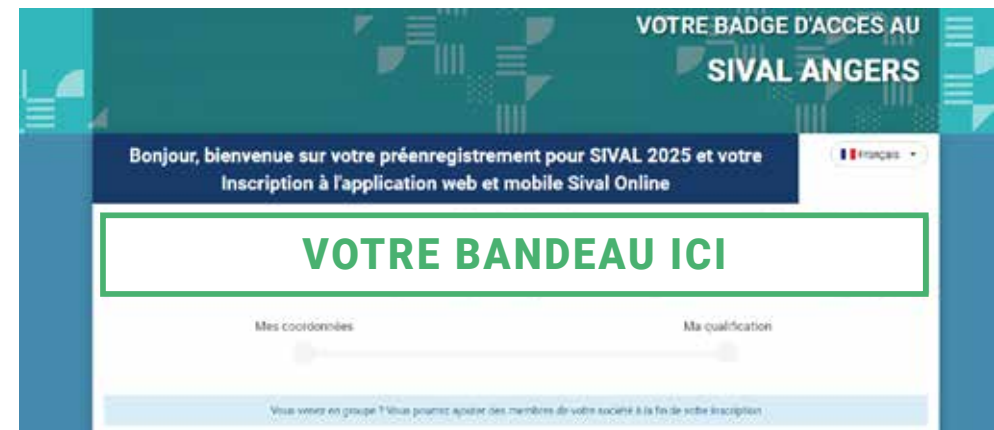 VOTRE BADGE D'ACCES AU
SIVAL ANGERS
Bonjour, bienvenue sur votre préenregistrement pour SIVAL 2025 et votre
Inscription à l'application web et mobile Sival Online
Français
VOTRE BANDEAU ICI
Mes coordonnées
Ma qualification
Vous venez en groupe ? Vous pourrez ajouter des membres de votre société à la fin de votre inscription